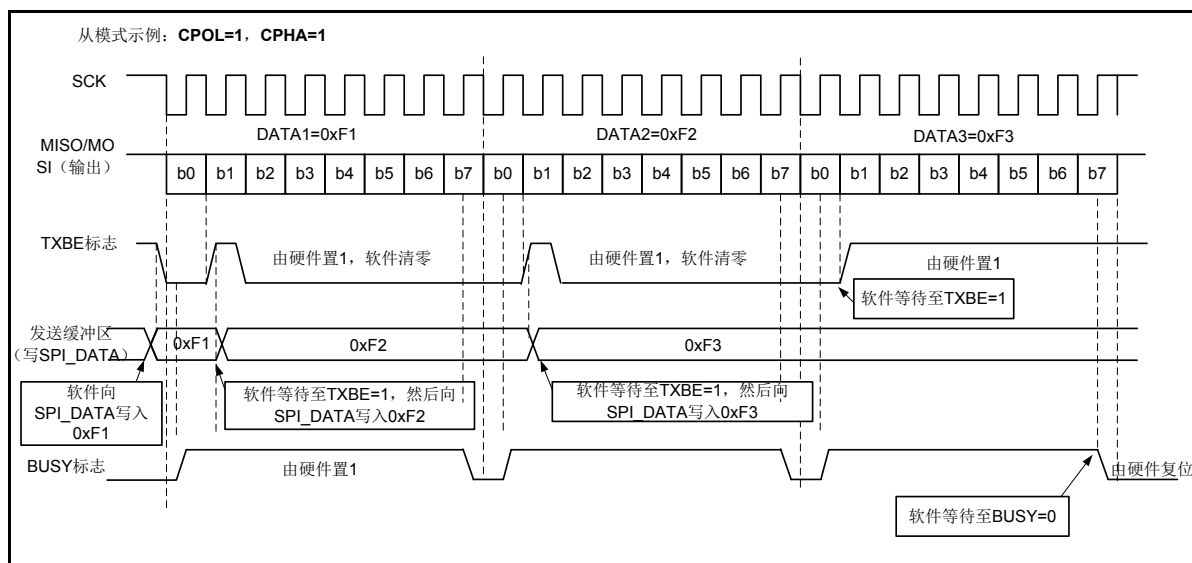 从模式示例：CPOL=1，CPHA=1
SCK
DATA1=0xF1
DATA2=0xF2
DATA3=0xF3
MISO/MO
SI（输出）
b0 b1 b2 b3 b4 b5 b6 b7 b0 b1 b2 b3 b4 b5 b6 b7 b0 b1 b2 b3 b4 b5 b6 b7
TXBE标志
由硬件置1，软件清零
由硬件置1，软件清零
由硬件置1
软件等待至TXBE=1
发送缓冲区
（写SPI_DATA）
0xF1
0xF2
0xF3
软件向
SPI_DATA写入
0xF1
软件等待至TXBE=1，然后向
SPI_DATA写入0xF2
软件等待至TXBE=1，然后向
SPI_DATA写入0xF3
BUSY标志
由硬件置1
由硬件复位
软件等待至BUSY=0